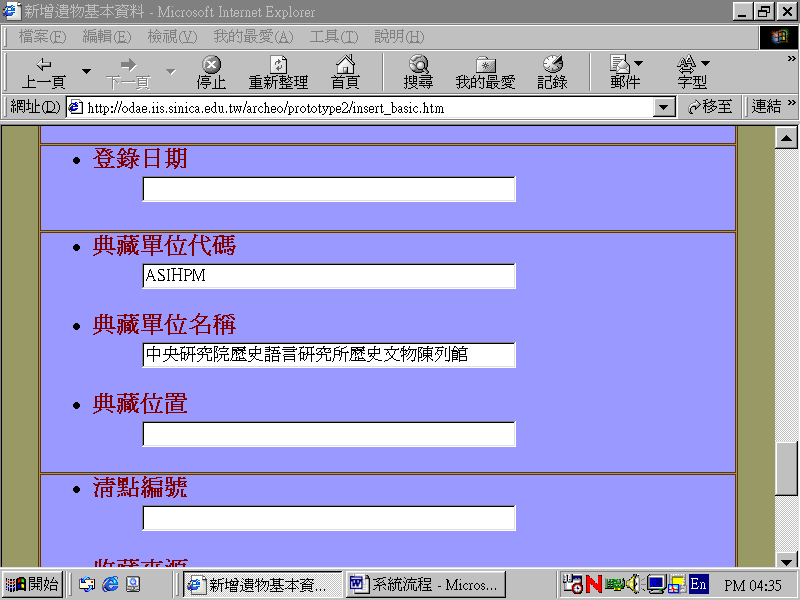 新增遺物基本資料 - Microsoft Internet Explorer
檔案(F) 編輯(E) 檢視(V) 我的最愛(A) 工具(T) 說明(H)
上一頁 下一頁 停止 重新整理 首頁 搜尋 我的最愛 記錄 郵件 字型
網址(D) http://odae.iis.sinica.edu.tw/archeo/prototype2/insert_basic.htm 移至 連結
登錄日期
典藏單位代碼
ASIHPM
典藏單位名稱
中央研究院歷史語言研究所歷史文物陳列館
典藏位置
清點編號
收藏來源
開始 新增遺物基本資... 系統流程 - Micros... En PM 04:35